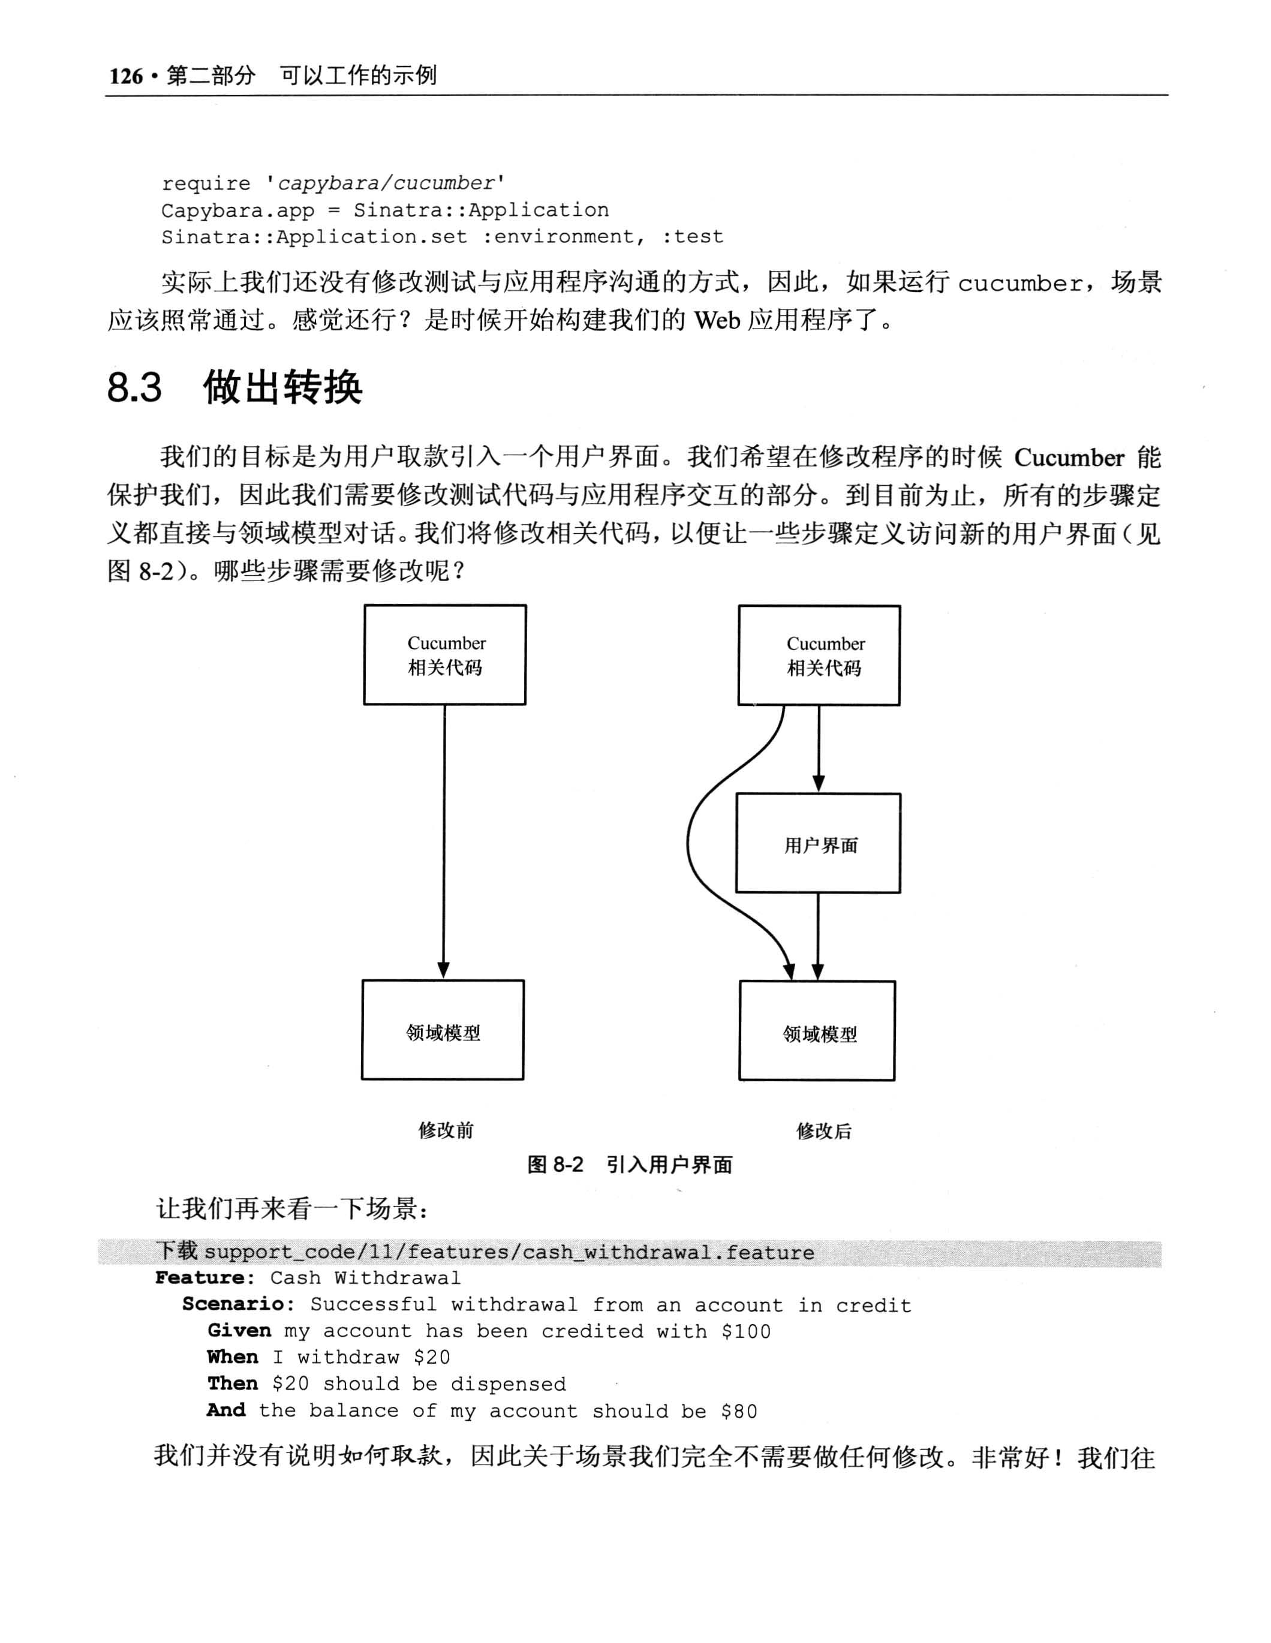 126·第二部分 可以工作的示例
require 'capybara/cucumber'
Capybara.app = Sinatra::Application
Sinatra::Application.set :environment, :test
实际上我们还没有修改测试与应用程序沟通的方式，因此，如果运行 cucumber，场景
应该照常通过。感觉还行？是时候开始构建我们的 Web 应用程序了。
8.3 做出转换
我们的目标是为用户取款引入一个用户界面。我们希望在修改程序的时候 Cucumber 能
保护我们，因此我们需要修改测试代码与应用程序交互的部分。到目前为止，所有的步骤定
义都直接与领域模型对话。我们将修改相关代码，以便让一些步骤定义访问新的用户界面（见
图 8-2）。哪些步骤需要修改呢？
Cucumber
相关代码
领域模型
修改前
Cucumber
相关代码
用户界面
领域模型
修改后
图 8-2 引入用户界面
让我们再来看一下场景：
下载 support_code/11/features/cash_withdrawal.feature
Feature: Cash Withdrawal
Scenario: Successful withdrawal from an account in credit
Given my account has been credited with $100
When I withdraw $20
Then $20 should be dispensed
And the balance of my account should be $80
我们并没有说明如何取款，因此关于场景我们完全不需要做任何修改。非常好！我们往